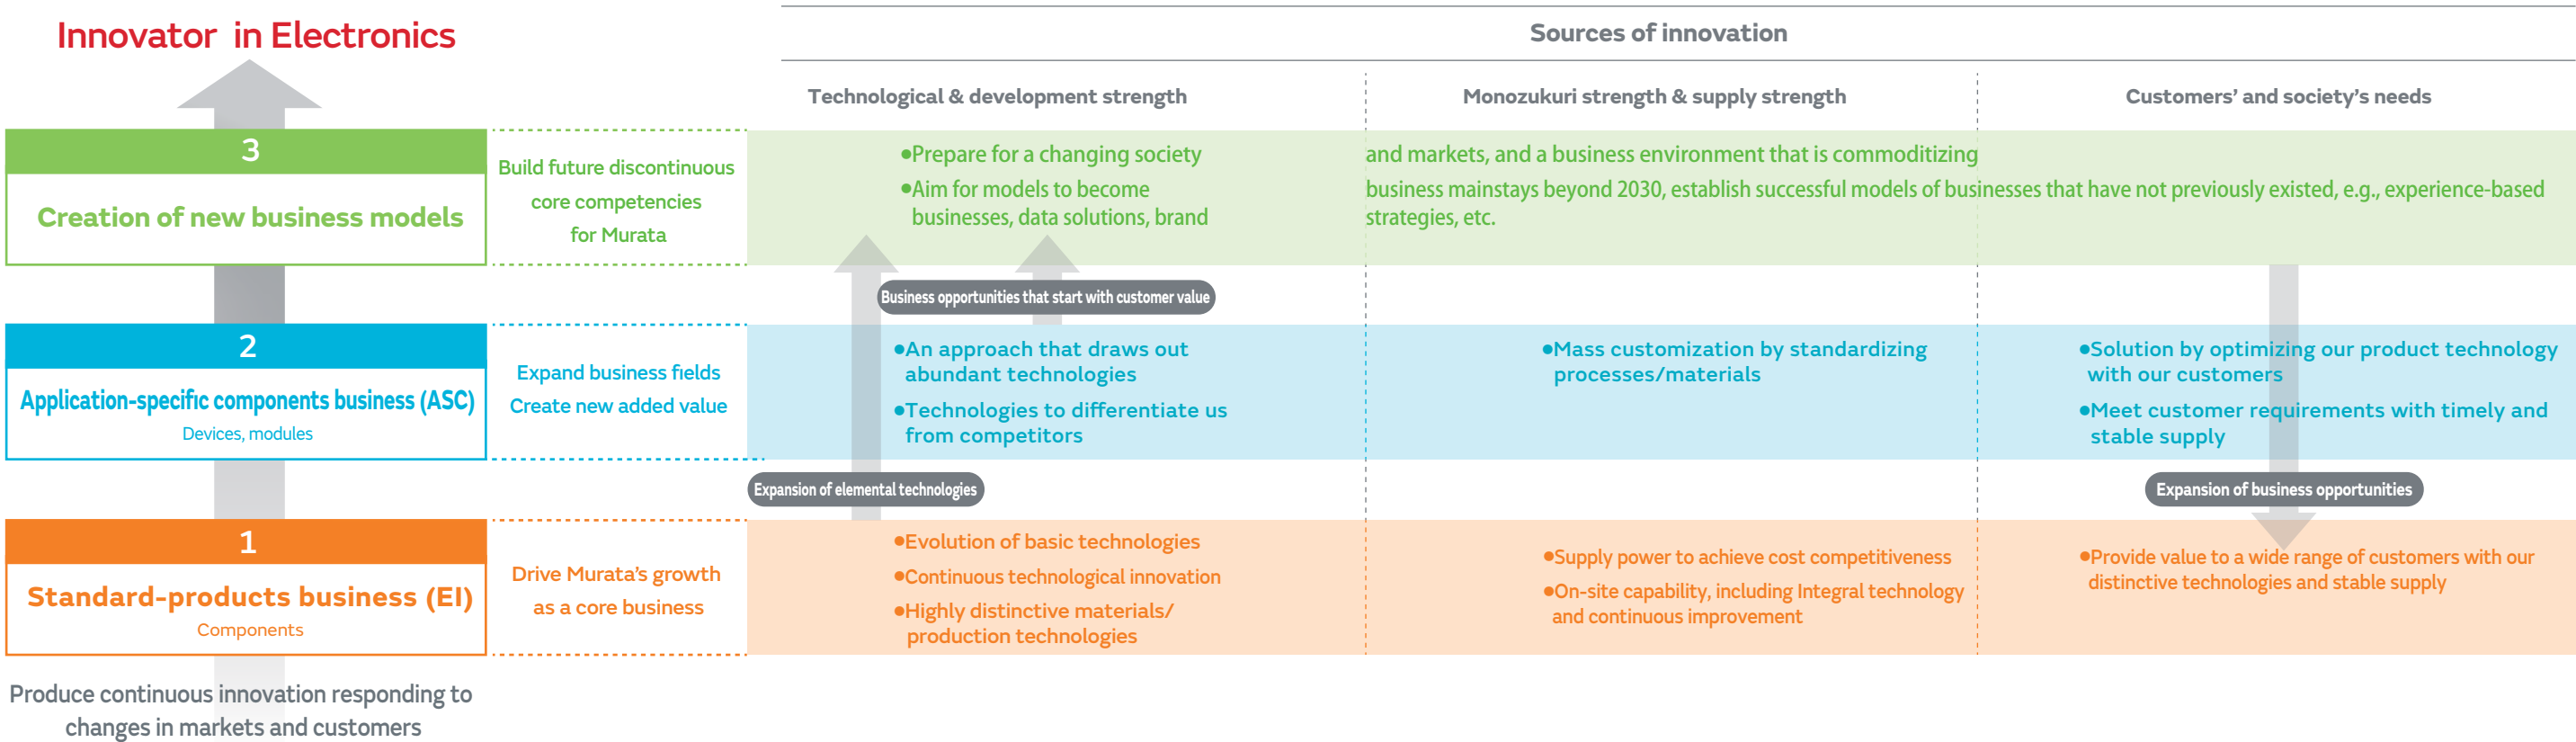 Innovator in Electronics
Sources of innovation
Technological & development strength
Monozukuri strength & supply strength
Customers’ and society’s needs
3
Creation of new business models
Build future discontinuous
core competencies
for Murata
●Prepare for a changing society and markets, and a business environment that is commoditizing
●Aim for models to become business mainstays beyond 2030, establish successful models of businesses that have not previously existed, e.g., experience-based
businesses, data solutions, brand strategies, etc.
Business opportunities that start with customer value
2
Application-specific components business (ASC)
Devices, modules
Expand business fields
Create new added value
●An approach that draws out
abundant technologies
●Technologies to differentiate us
from competitors
●Mass customization by standardizing
processes/materials
●Solution by optimizing our product technology
with our customers
●Meet customer requirements with timely and
stable supply
Expansion of elemental technologies
Expansion of business opportunities
1
Standard-products business (EI)
Components
Drive Murata’s growth
as a core business
●Evolution of basic technologies
●Continuous technological innovation
●Highly distinctive materials/
production technologies
●Supply power to achieve cost competitiveness
●On-site capability, including Integral technology
and continuous improvement
●Provide value to a wide range of customers with our
distinctive technologies and stable supply
Produce continuous innovation responding to
changes in markets and customers